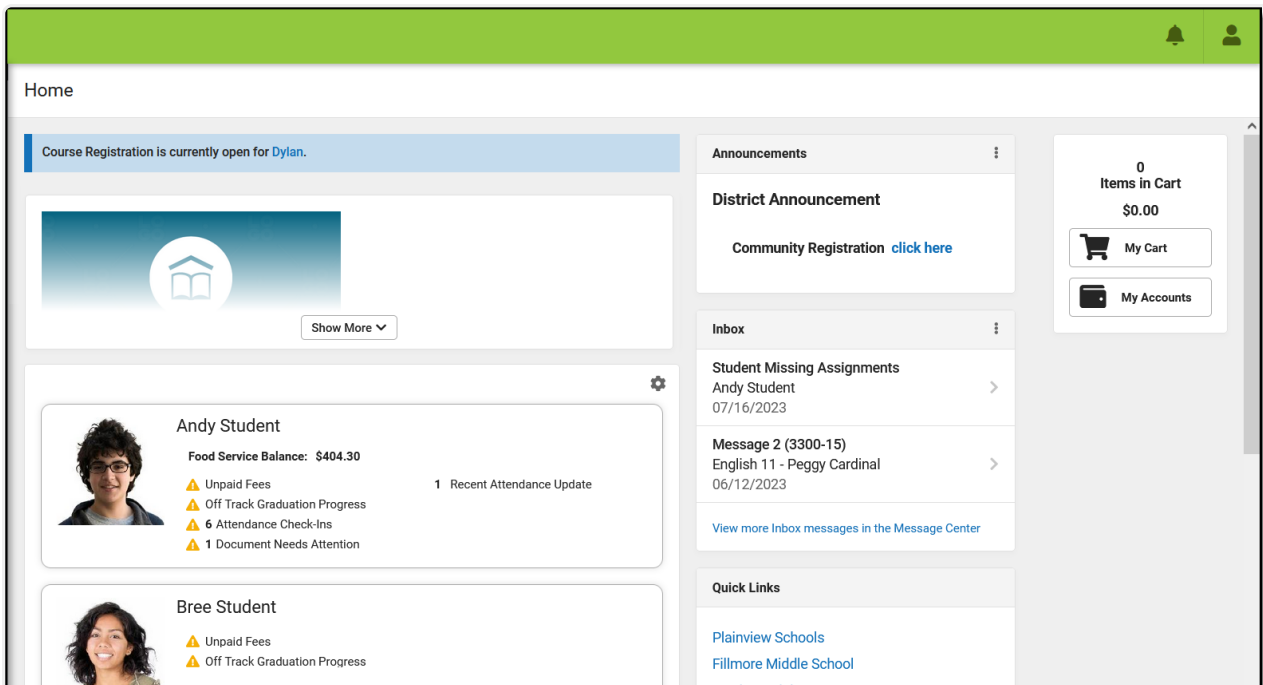 Home
Course Registration is currently open for Dylan.
Show More
Andy Student
Food Service Balance: $404.30
Unpaid Fees
Off Track Graduation Progress
6 Attendance Check-Ins
1 Document Needs Attention
1 Recent Attendance Update
Bree Student
Unpaid Fees
Off Track Graduation Progress
Announcements
District Announcement
Community Registration click here
Inbox
Student Missing Assignments
Andy Student
07/16/2023
Message 2 (3300-15)
English 11 - Peggy Cardinal
06/12/2023
View more Inbox messages in the Message Center
Quick Links
Plainview Schools
Fillmore Middle School
0
Items in Cart
$0.00
My Cart
My Accounts